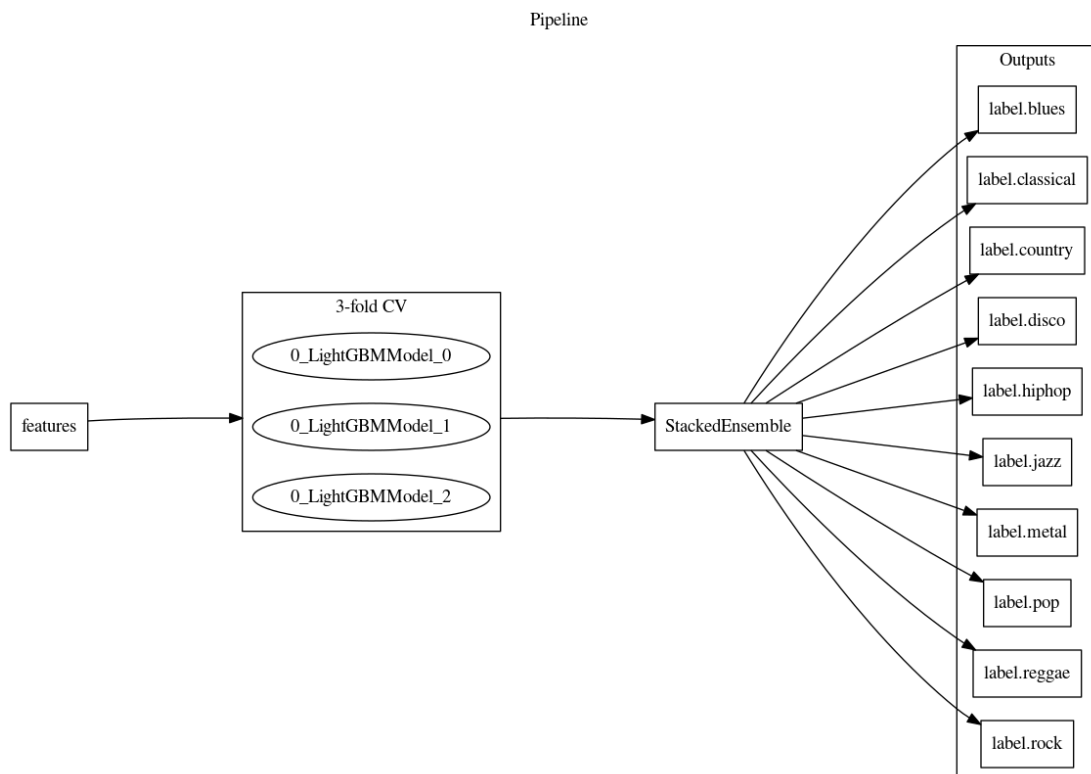 Pipeline
Outputs
label.blues
label.classical
label.country
label.disco
3-fold CV
label.hiphop
0_LightGBMModel_0
features
0_LightGBMModel_1
StackedEnsemble
label.jazz
0_LightGBMModel_2
label.metal
label.pop
label.reggae
label.rock